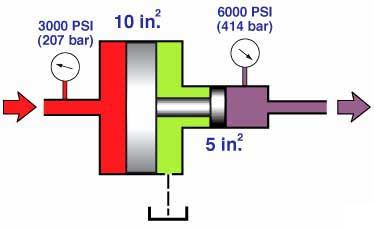 3000 PSI
(207 bar)
10 in.²
6000 PSI
(414 bar)
5 in.²